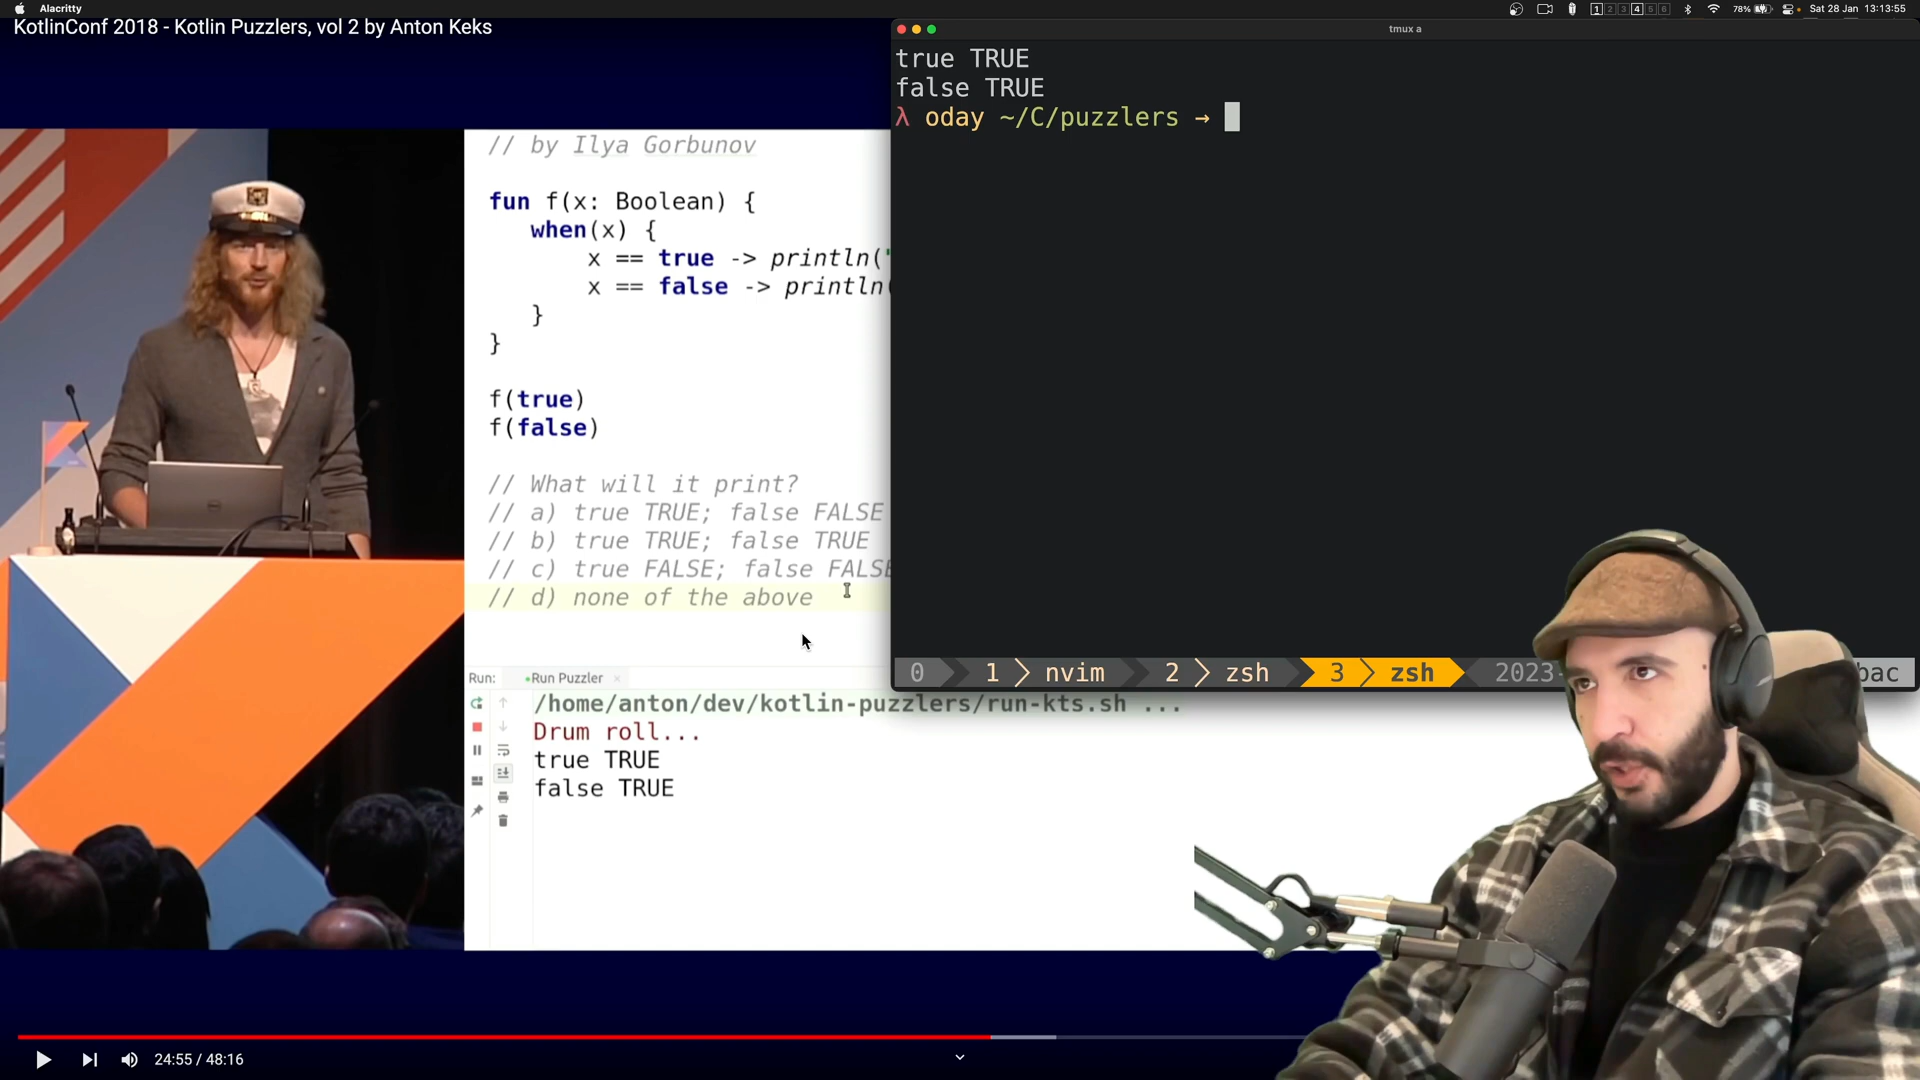 Alacritty
78%
Sat 28 Jan 13:13:55
KotlinConf 2018 - Kotlin Puzzlers, vol 2 by Anton Keks
tmux a
true TRUE
false TRUE
λ oday ~/C/puzzlers →
0 1 nvim 2 zsh 3 zsh 2023- bac
// by Ilya Gorbunov
fun f(x: Boolean) {
when(x) {
x == true -> println("
x == false -> println(
}
}
f(true)
f(false)
// What will it print?
// a) true TRUE; false FALSE
// b) true TRUE; false TRUE
// c) true FALSE; false FALSE
// d) none of the above
Run: Run Puzzler
/home/anton/dev/kotlin-puzzlers/run-kts.sh ...
Drum roll...
true TRUE
false TRUE
24:55 / 48:16